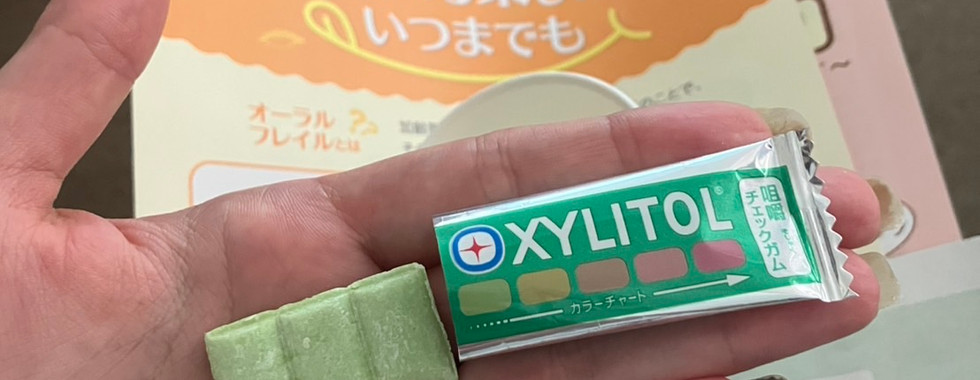 いつまでも
オーラル
フレイルとは
XYLITOL®
咀嚼
チェックガム
カラーチャート